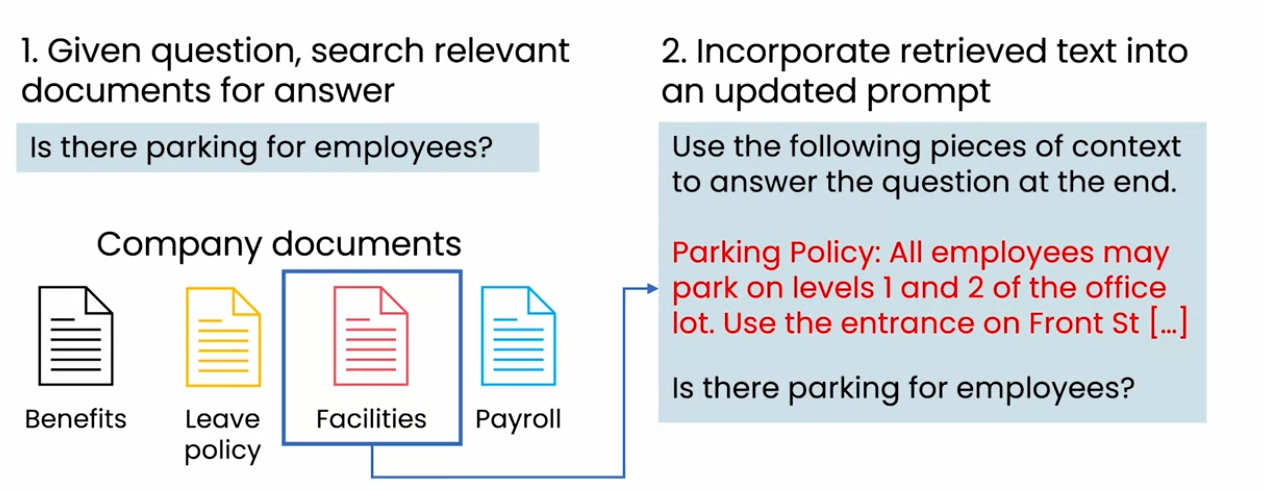 1. Given question, search relevant
documents for answer
Is there parking for employees?
Company documents
Benefits
Leave
policy
Facilities
Payroll
2. Incorporate retrieved text into
an updated prompt
Use the following pieces of context
to answer the question at the end.
Parking Policy: All employees may
park on levels 1 and 2 of the office
lot. Use the entrance on Front St [...]
Is there parking for employees?